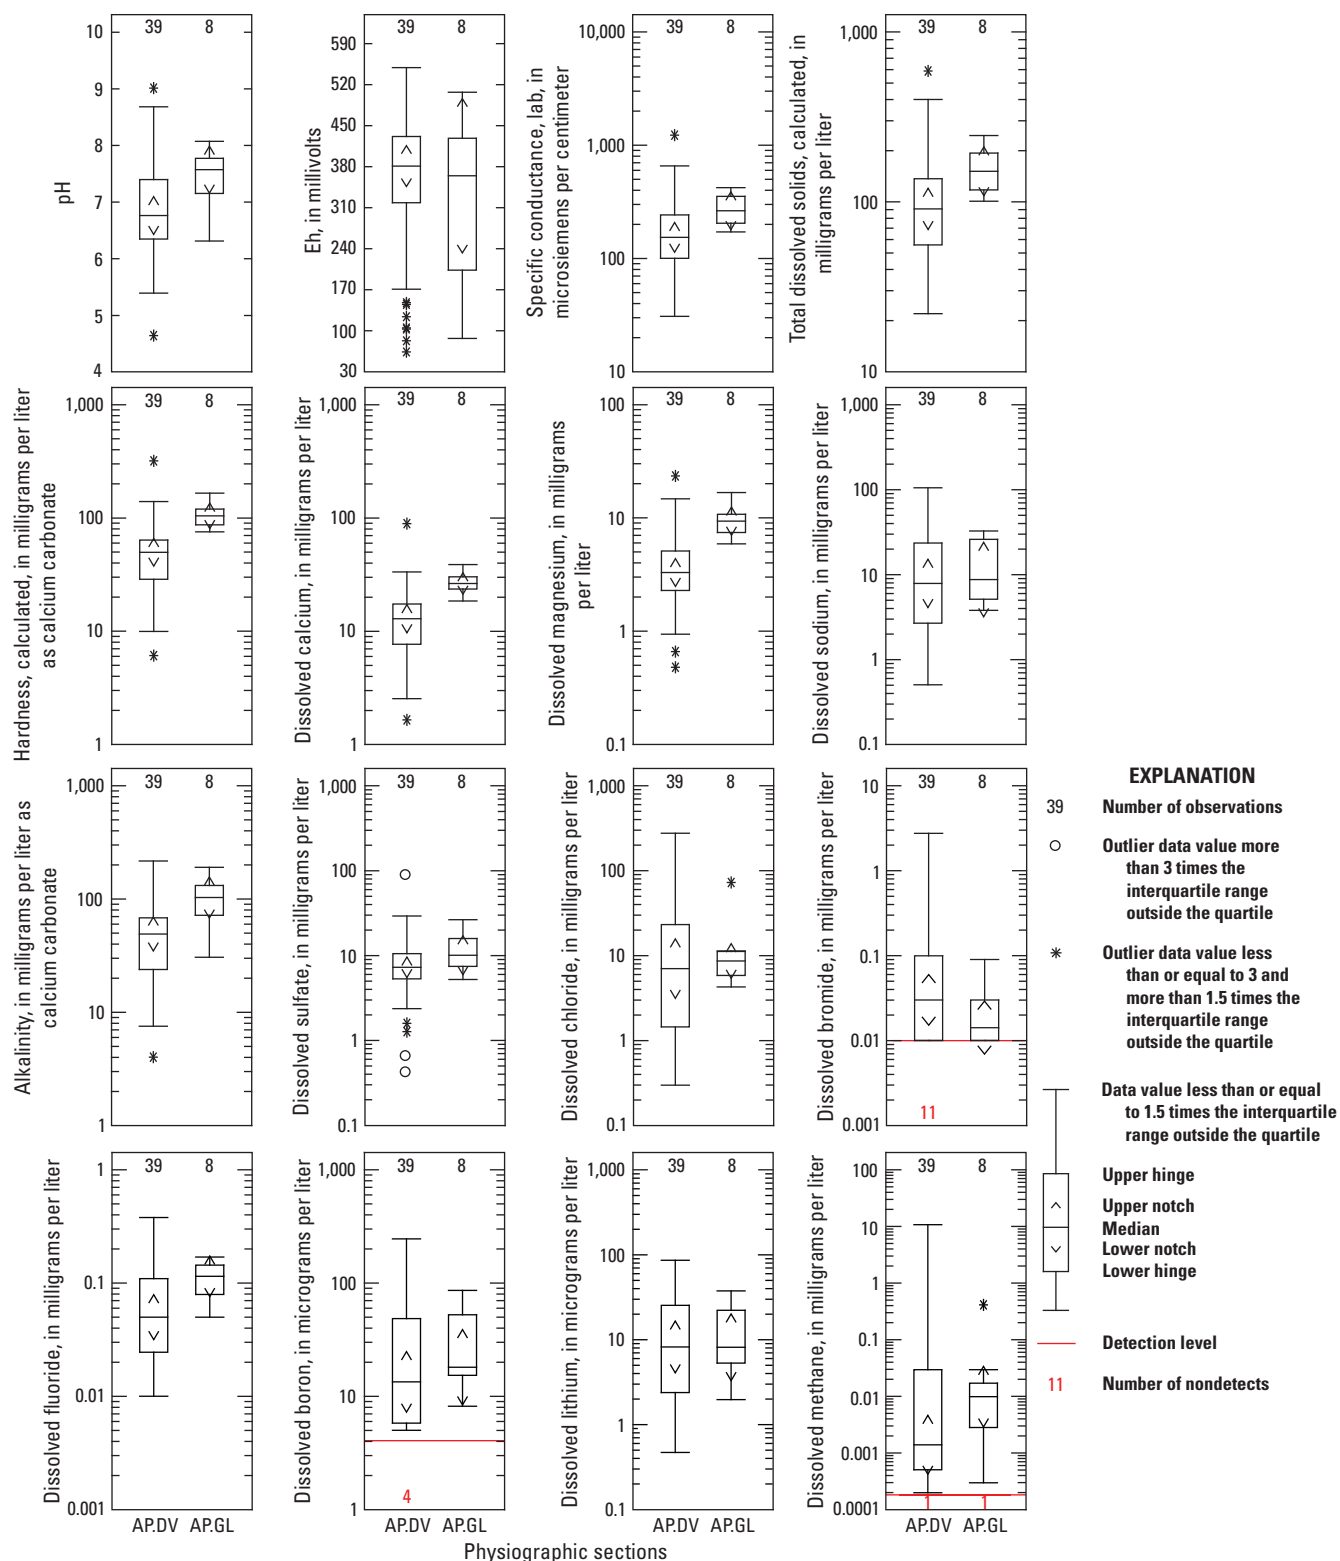 pH
10
9
8
7
6
5
4
39 8
Eh, in millivolts
590
520
450
380
310
240
170
100
30
39 8
Specific conductance, lab, in
microsiemens per centimeter
10,000
1,000
100
10
39 8
Total dissolved solids, calculated, in
milligrams per liter
1,000
100
10
39 8
Hardness, calculated, in milligrams per liter
as calcium carbonate
1,000
100
10
1
39 8
Dissolved calcium, in milligrams per liter
1,000
100
10
1
39 8
Dissolved magnesium, in milligrams
per liter
100
10
1
0.1
39 8
Dissolved sodium, in milligrams per liter
1,000
100
10
1
0.1
39 8
Alkalinity, in milligrams per liter as
calcium carbonate
1,000
100
10
1
39 8
Dissolved sulfate, in milligrams per liter
1,000
100
10
1
0.1
39 8
Dissolved chloride, in milligrams per liter
1,000
100
10
1
0.1
39 8
Dissolved bromide, in milligrams per liter
10
1
0.1
0.01
0.001
39 8
11
Dissolved fluoride, in milligrams per liter
1
0.1
0.01
0.001
39 8
AP.DV AP.GL
Dissolved boron, in micrograms per liter
1,000
100
10
1
39 8
4
AP.DV AP.GL
Dissolved lithium, in micrograms per liter
1,000
100
10
1
0.1
39 8
AP.DV AP.GL
Dissolved methane, in milligrams per liter
100
10
1
0.1
0.01
0.001
0.0001
39 8
1 1
AP.DV AP.GL
Physiographic sections
EXPLANATION
39 Number of observations
Outlier data value more
than 3 times the
interquartile range
outside the quartile
Outlier data value less
than or equal to 3 and
more than 1.5 times the
interquartile range
outside the quartile
Data value less than or equal
to 1.5 times the interquartile
range outside the quartile
Upper hinge
Upper notch
Median
Lower notch
Lower hinge
Detection level
11 Number of nondetects